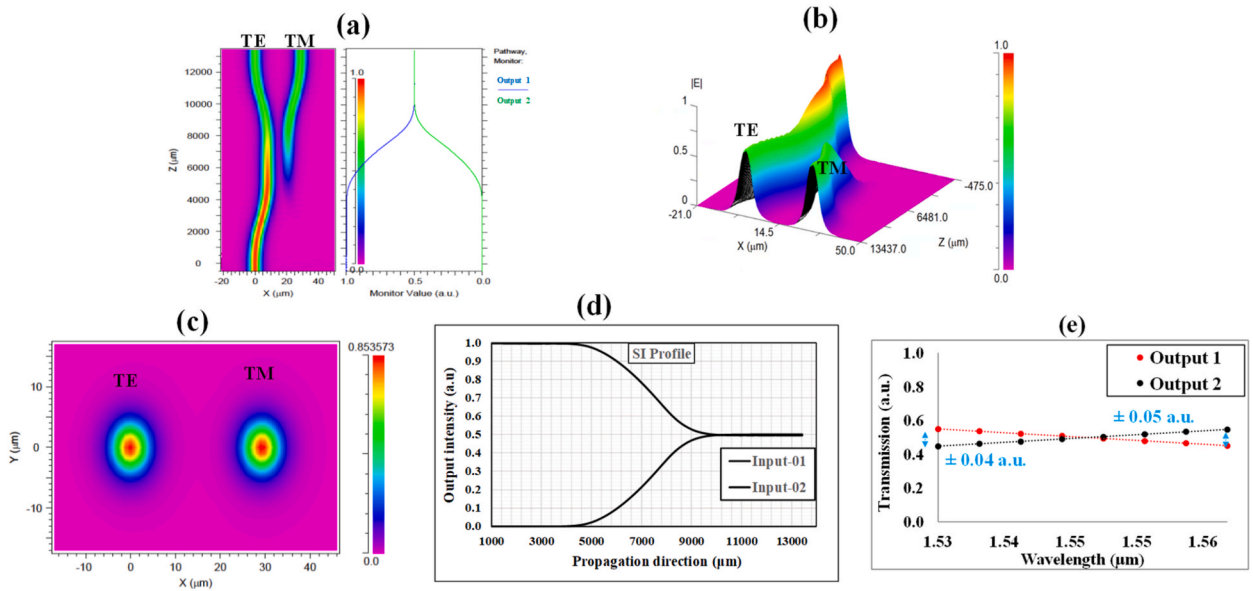 (a)
TE TM
12000
10000
8000
6000
4000
2000
0
Z (µm)
-20 0 20 40
X (µm)
1.0
0.0
1.0 0.5 0.0
Monitor Value (a.u.)
Pathway,
Monitor:
Output 1
Output 2
(b)
|E|
1
0.5
0
TE
TM
-21.0
14.5
50.0
X (µm)
-475.0
6481.0
13437.0
Z (µm)
1.0
0.0
(c)
TE TM
10
0
-10
Y (µm)
-10 0 10 20 30 40
X (µm)
0.853573
0.0
(d)
SI Profile
1.0
0.9
0.8
0.7
0.6
0.5
0.4
0.3
0.2
0.1
0.0
Output intensity (a.u)
Input-01
Input-02
1000 3000 5000 7000 9000 11000 13000
Propagation direction (µm)
(e)
Output 1
Output 2
1.0
0.8
0.6
0.4
0.2
0.0
Transmission (a.u.)
± 0.05 a.u.
± 0.04 a.u.
1.53 1.54 1.55 1.55 1.56
Wavelength (µm)